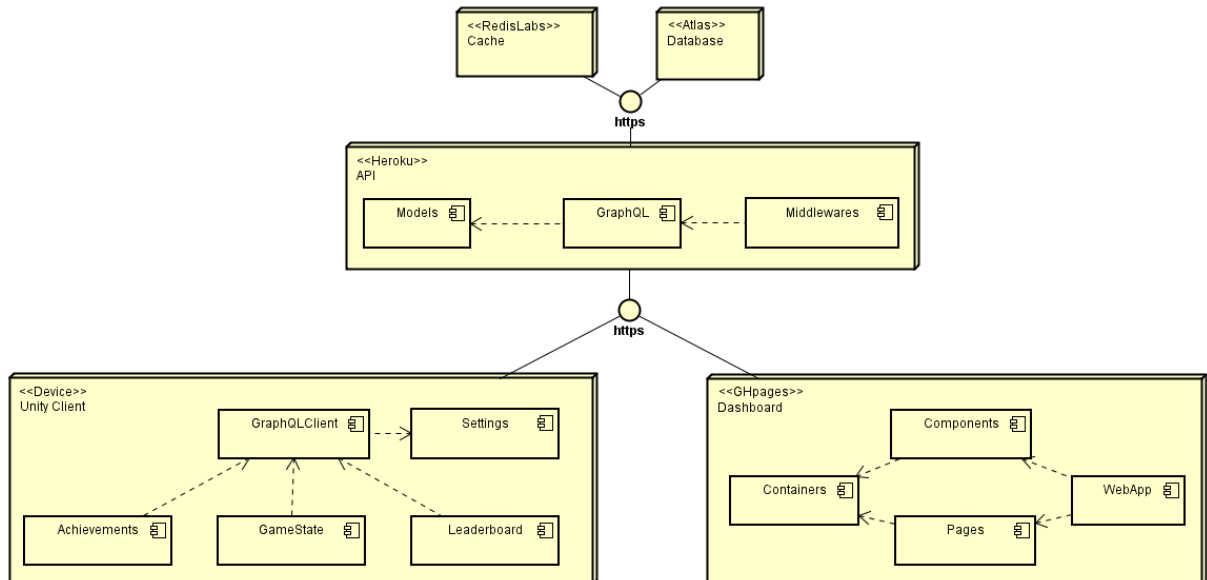 <<RedisLabs>>
Cache
<<Atlas>>
Database
https
<<Heroku>>
API
Models
GraphQL
Middlewares
https
<<Device>>
Unity Client
GraphQLClient
Settings
Achievements
GameState
Leaderboard
<<GHpages>>
Dashboard
Components
Containers
WebApp
Pages